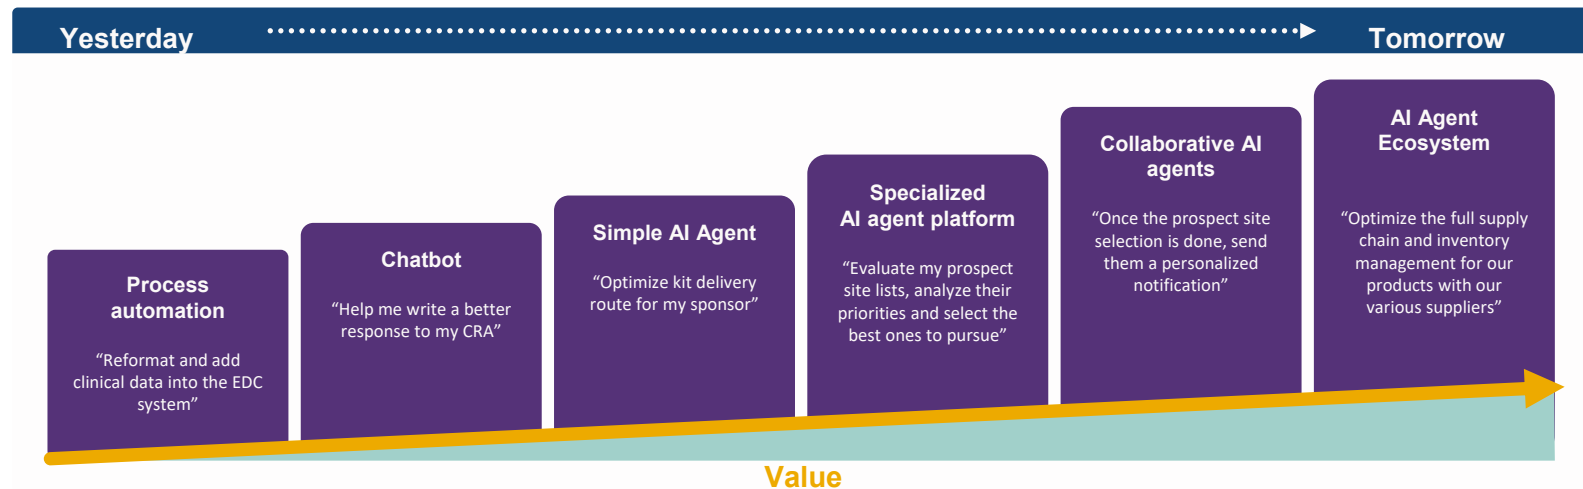 Yesterday
Tomorrow
Process
automation
“Reformat and add
clinical data into the EDC
system”
Chatbot
“Help me write a better
response to my CRA”
Simple AI Agent
“Optimize kit delivery
route for my sponsor”
Specialized
AI agent platform
“Evaluate my prospect
site lists, analyze their
priorities and select the
best ones to pursue”
Collaborative AI
agents
“Once the prospect site
selection is done, send
them a personalized
notification”
AI Agent
Ecosystem
“Optimize the full supply
chain and inventory
management for our
products with our
various suppliers”
Value